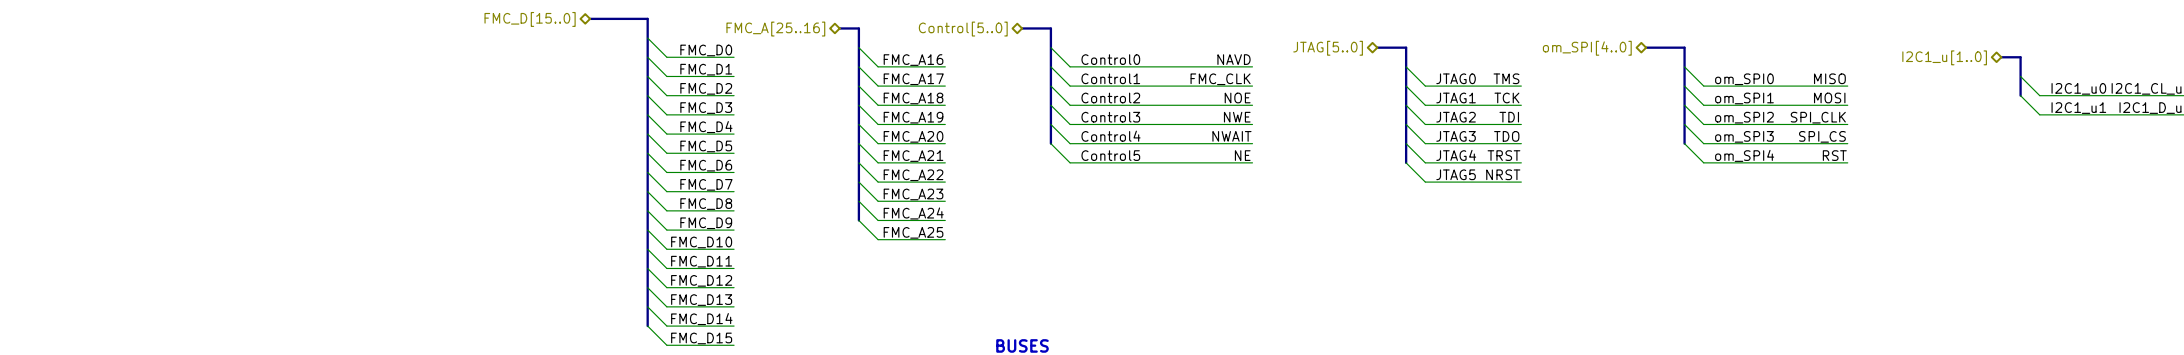 FMC_D[15..0]
FMC_D0
FMC_D1
FMC_D2
FMC_D3
FMC_D4
FMC_D5
FMC_D6
FMC_D7
FMC_D8
FMC_D9
FMC_D10
FMC_D11
FMC_D12
FMC_D13
FMC_D14
FMC_D15
FMC_A[25..16]
FMC_A16
FMC_A17
FMC_A18
FMC_A19
FMC_A20
FMC_A21
FMC_A22
FMC_A23
FMC_A24
FMC_A25
Control[5..0]
Control0 NAVD
Control1 FMC_CLK
Control2 NOE
Control3 NWE
Control4 NWAIT
Control5 NE
JTAG[5..0]
JTAG0 TMS
JTAG1 TCK
JTAG2 TDI
JTAG3 TDO
JTAG4 TRST
JTAG5 NRST
om_SPI[4..0]
om_SPI0 MISO
om_SPI1 MOSI
om_SPI2 SPI_CLK
om_SPI3 SPI_CS
om_SPI4 RST
I2C1_u[1..0]
I2C1_u0 I2C1_CL_u
I2C1_u1 I2C1_D_u
BUSES